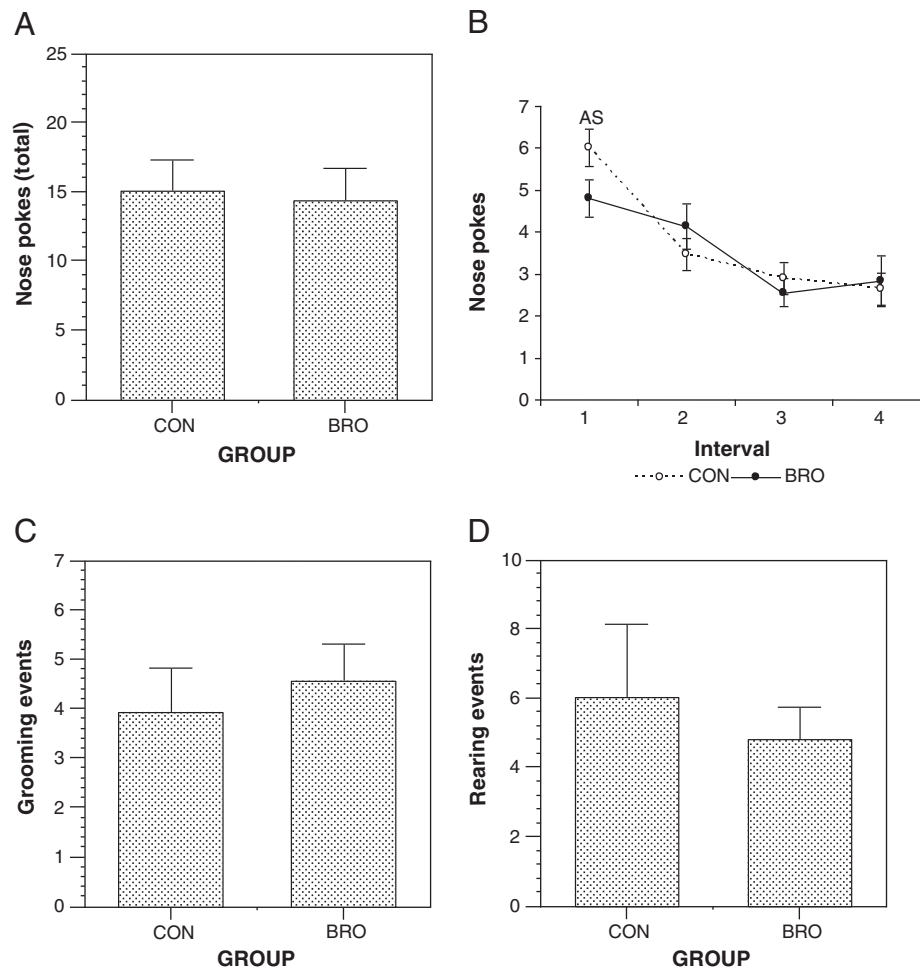 A
Nose pokes (total)
25
20
15
10
5
0
CON BRO
GROUP
B
Nose pokes
7
6
5
4
3
2
1
0
AS
1 2 3 4
Interval
CON BRO
C
Grooming events
7
6
5
4
3
2
1
0
CON BRO
GROUP
D
Rearing events
10
8
6
4
2
0
CON BRO
GROUP